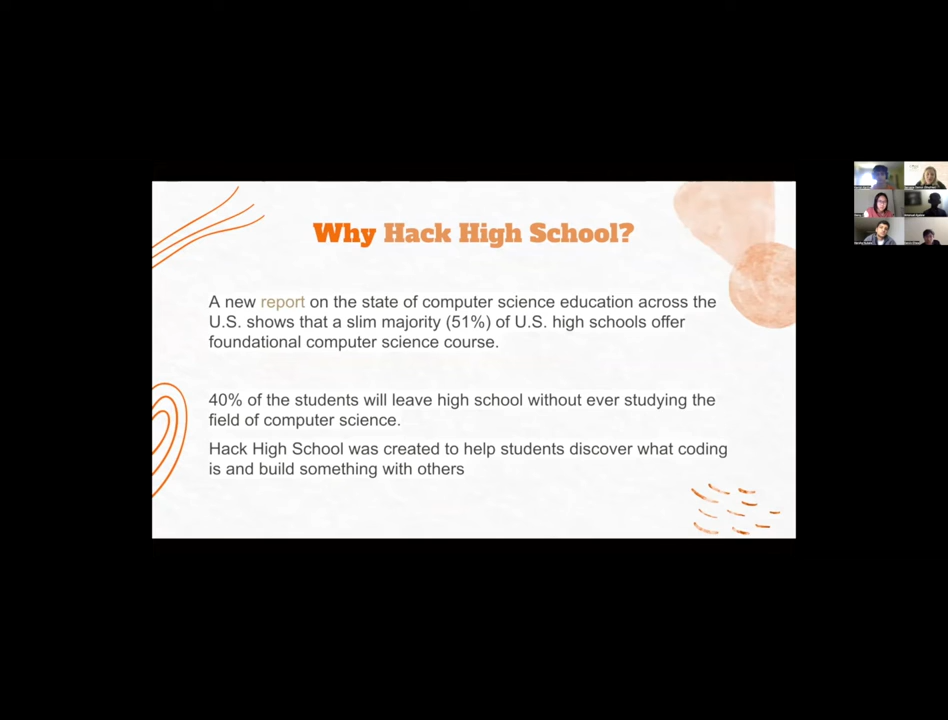 Why Hack High School?
A new report on the state of computer science education across the
U.S. shows that a slim majority (51%) of U.S. high schools offer
foundational computer science course.
40% of the students will leave high school without ever studying the
field of computer science.
Hack High School was created to help students discover what coding
is and build something with others